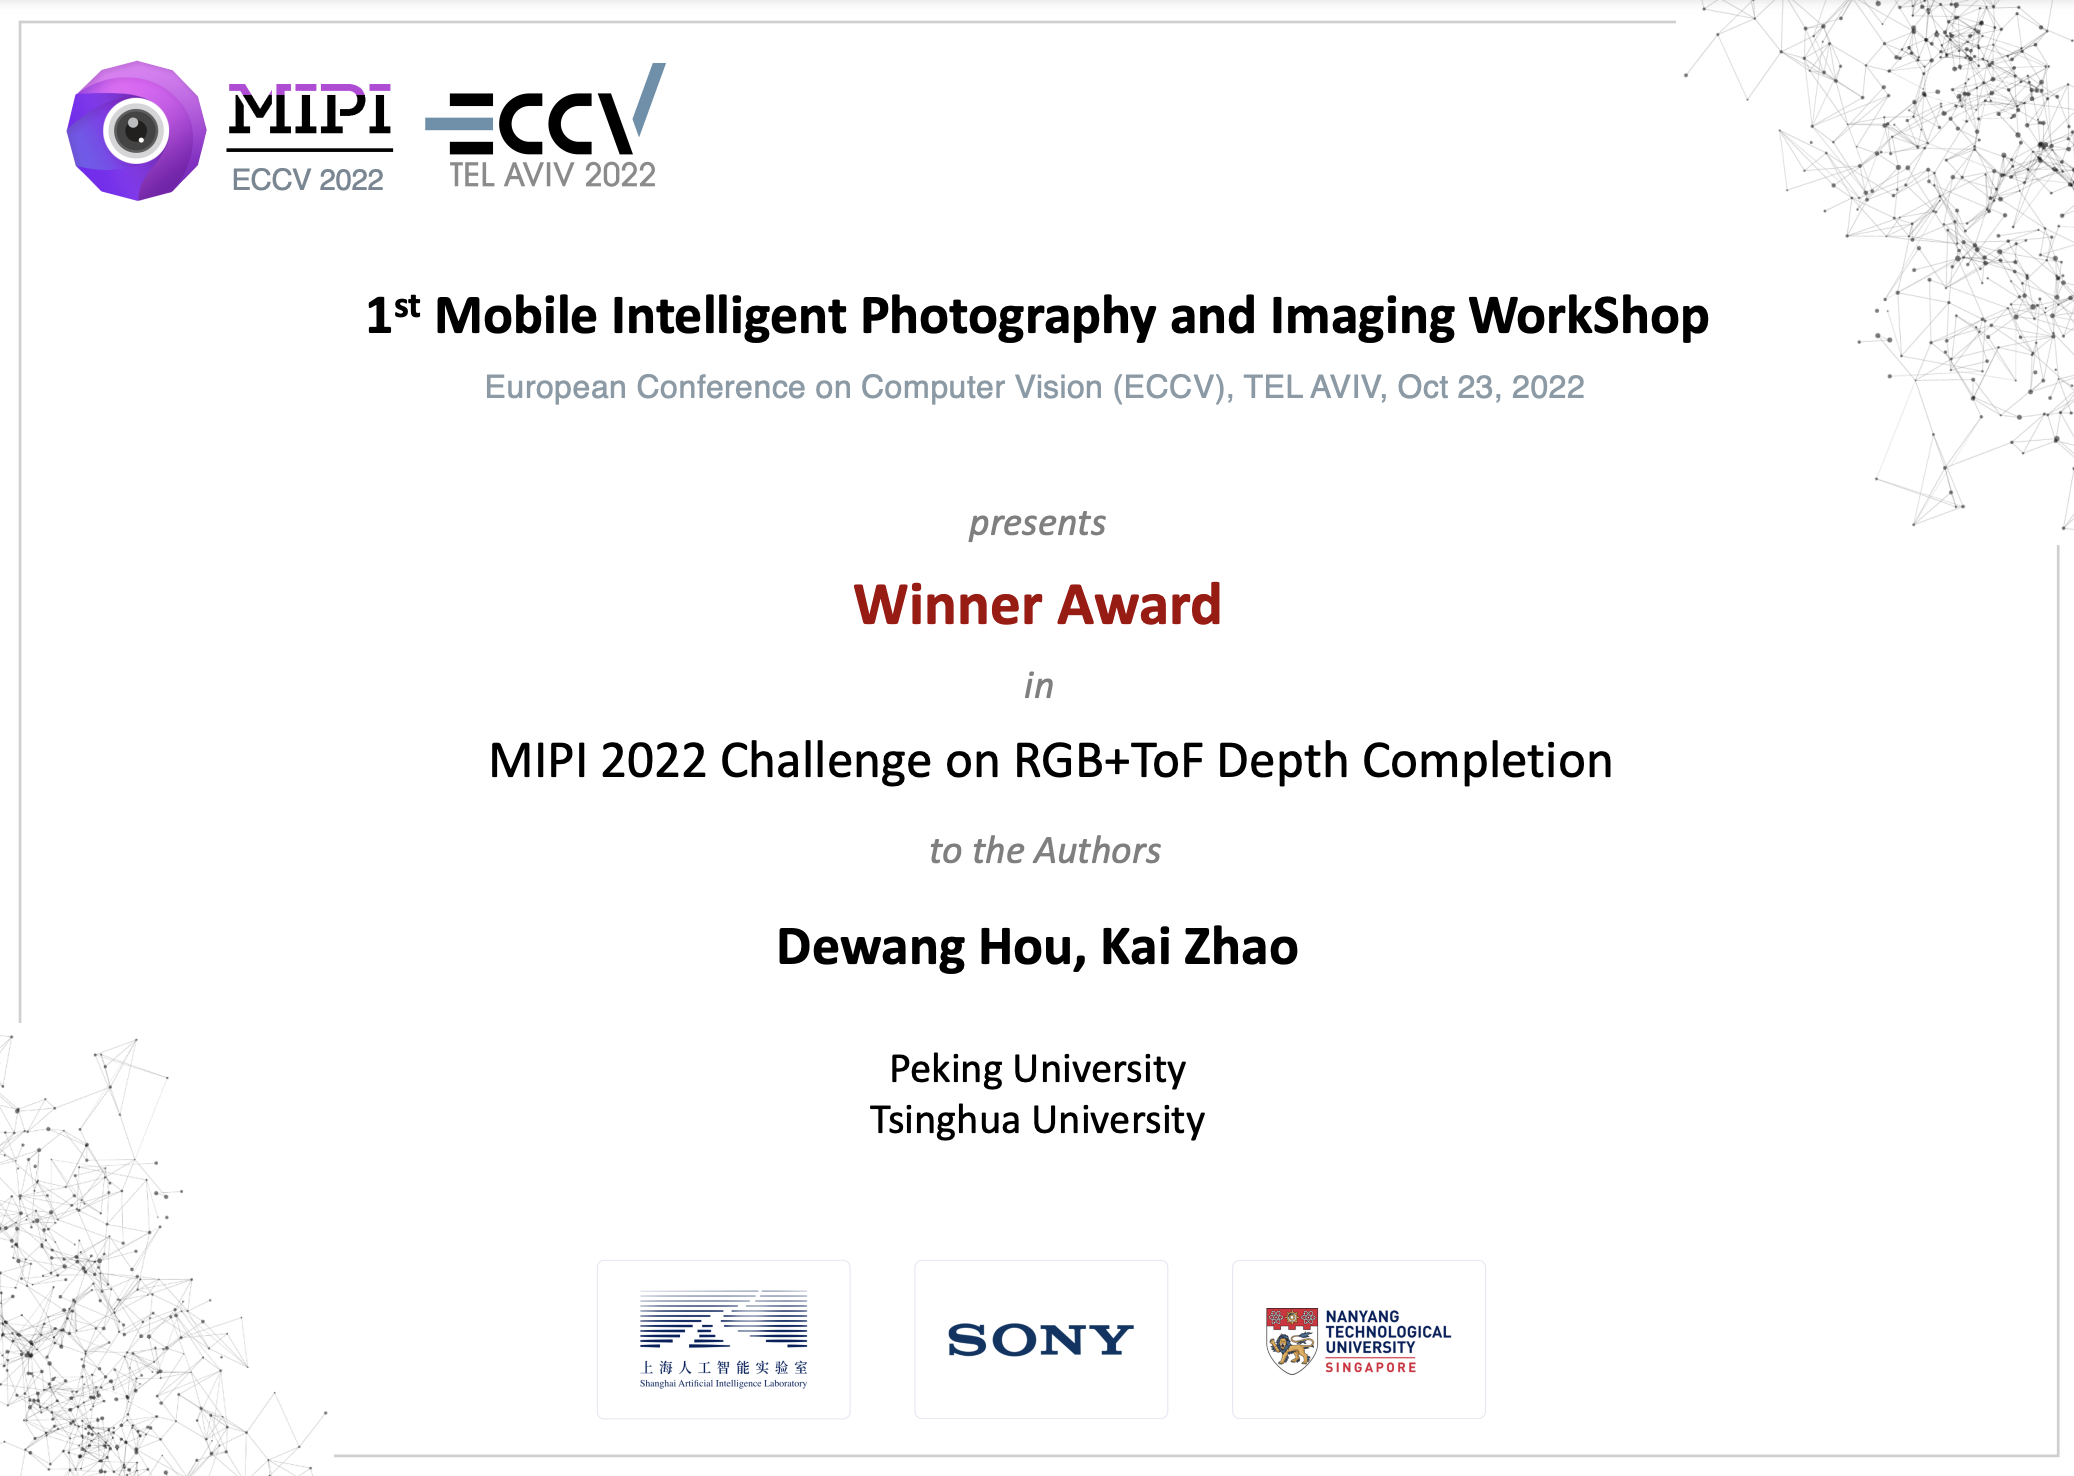 MIPI
ECCV 2022
ECCV
TEL AVIV 2022
1st Mobile Intelligent Photography and Imaging WorkShop
European Conference on Computer Vision (ECCV), TEL AVIV, Oct 23, 2022
presents
Winner Award
in
MIPI 2022 Challenge on RGB+ToF Depth Completion
to the Authors
Dewang Hou, Kai Zhao
Peking University
Tsinghua University
上海人工智能实验室
Shanghai Artificial Intelligence Laboratory
SONY
NANYANG
TECHNOLOGICAL
UNIVERSITY
SINGAPORE